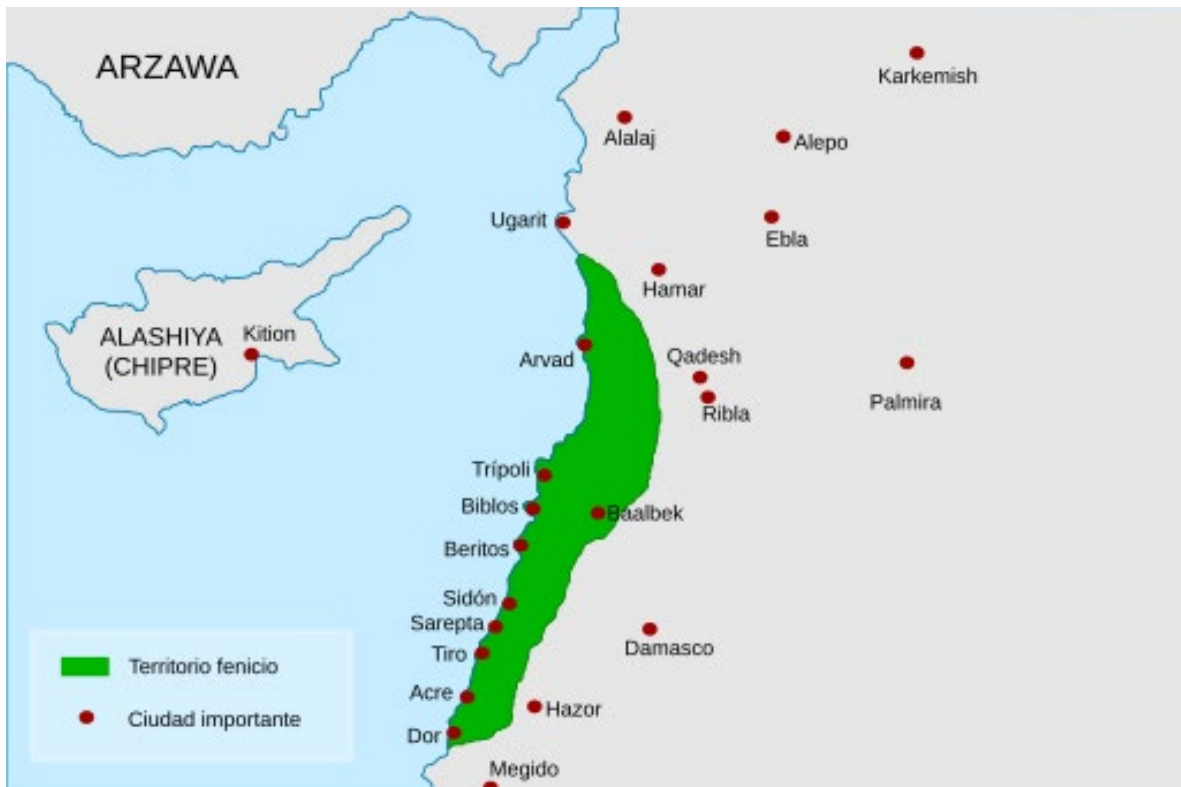 ARZAWA
Karkemish
Alalaj
Alepo
Ugarit
Ebla
Hamar
ALASHIYA
(CHIPRE)
Kition
Arvad
Qadesh
Ribla
Palmira
Trípoli
Biblos
Baalbek
Beritos
Sidón
Sarepta
Damasco
Tiro
Acre
Hazor
Dor
Megido
Territorio fenicio
Ciudad importante